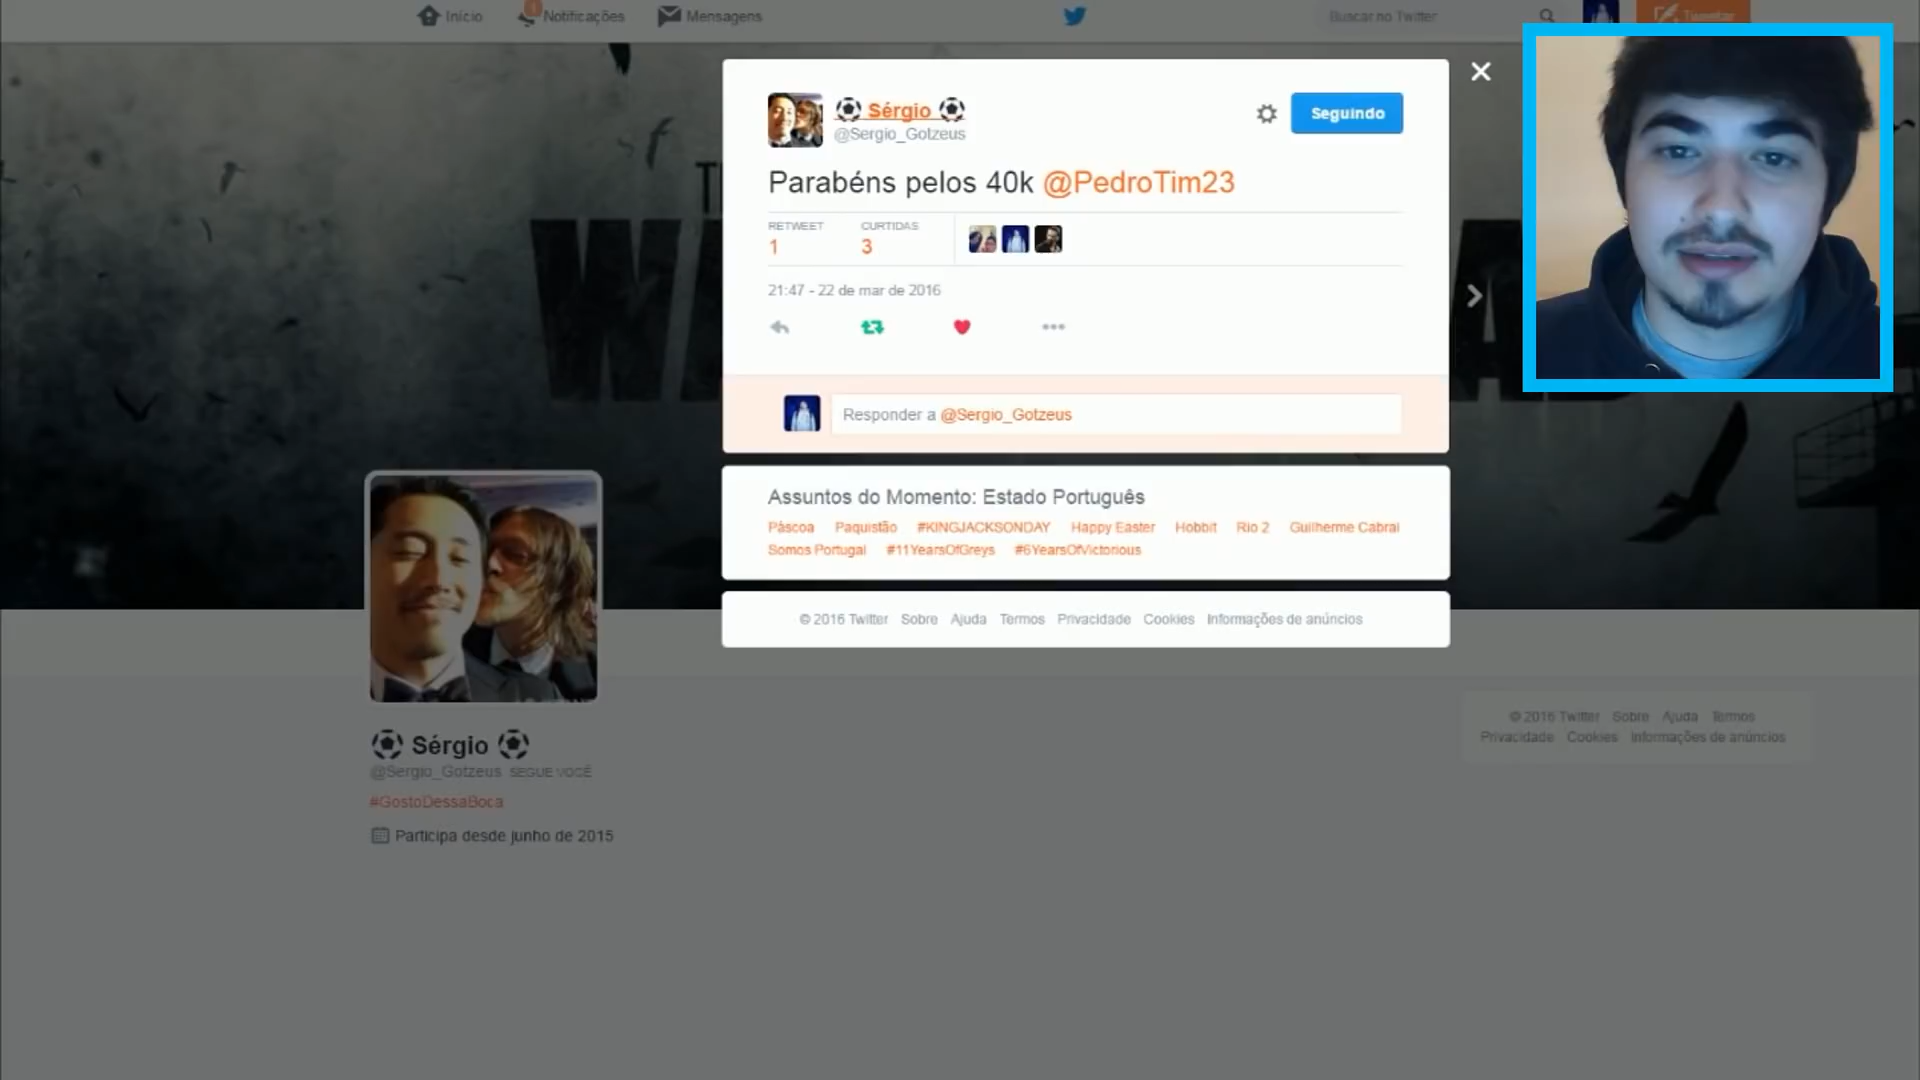 Início
1
Notificações
Mensagens
Buscar no Twitter
Tweetar
Sérgio
@Sergio_Gotzeus
Seguindo
Parabéns pelos 40k @PedroTim23
RETWEET
1
CURTIDAS
3
21:47 - 22 de mar de 2016
Responder a @Sergio_Gotzeus
Assuntos do Momento: Estado Português
Páscoa Paquistão #KINGJACKSONDAY Happy Easter Hobbit Rio 2 Guilherme Cabral
Somos Portugal #11YearsOfGreys #6YearsOfVictorious
© 2016 Twitter Sobre Ajuda Termos Privacidade Cookies Informações de anúncios
Sérgio
@Sergio_Gotzeus SEGUE VOCÊ
#GostoDessaBoca
Participa desde junho de 2015
© 2016 Twitter Sobre Ajuda Termos
Privacidade Cookies Informações de anúncios